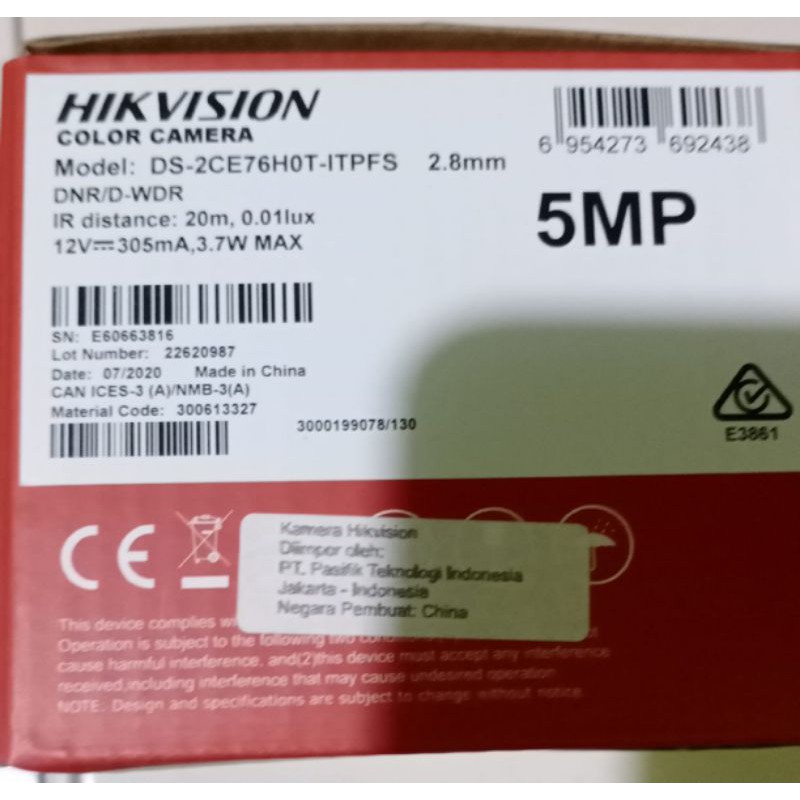 HIKVISION
COLOR CAMERA
Model: DS-2CE76H0T-ITPFS 2.8mm
DNR/D-WDR
IR distance: 20m, 0.01lux
12V⎓305mA,3.7W MAX
6 954273 692438
5MP
SN: E60663816
Lot Number: 22620987
Date: 07/2020 Made in China
CAN ICES-3 (A)/NMB-3(A)
Material Code: 300613327
3000199078/130
E3861
CE
Kamera Hikvision
Diimpor oleh:
PT. Pasifik Teknologi Indonesia
Jakarta - Indonesia
Negara Pembuat: China
This device complies
Operation is subject to the following two
cause harmful interference, and(2)this device must accept any interference
received,including interference that may cause undesired operation
NOTE: Design and specifications are subject to change without notice